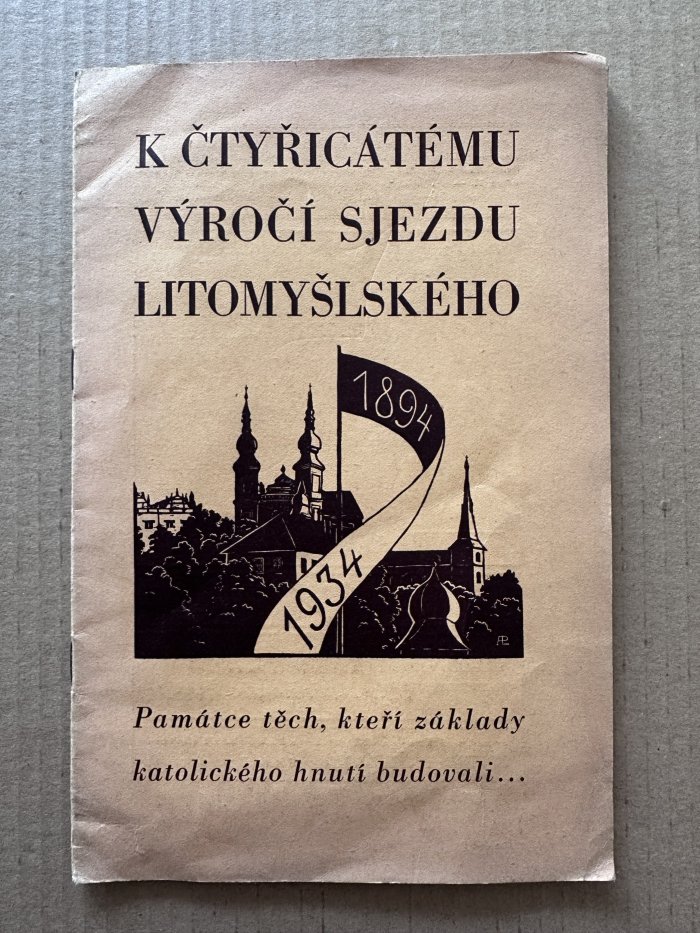 K ČTYŘICÁTÉMU
VÝROČÍ SJEZDU
LITOMYŠLSKÉHO
1894
1934
Památce těch, kteří základy
katolického hnutí budovali...